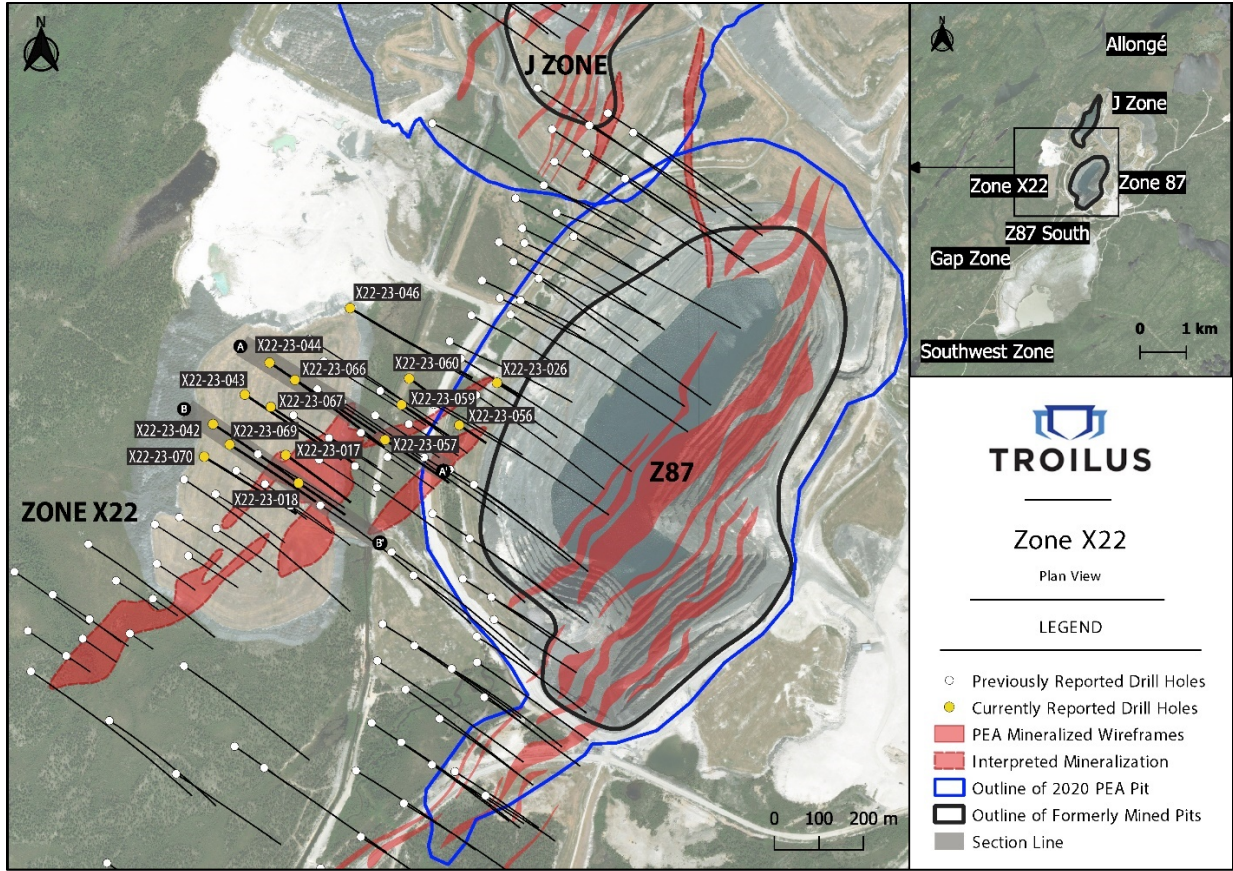 N
J ZONE
X22-23-046
A
X22-23-044
X22-23-066
X22-23-060
X22-23-026
X22-23-043
X22-23-067
X22-23-059
B
X22-23-056
X22-23-042
X22-23-069
X22-23-017
X22-23-057
X22-23-070
A'
Z87
X22-23-018
ZONE X22
B'
0 100 200 m
N
Allongé
J Zone
Zone X22
Zone 87
Z87 South
Gap Zone
0 1 km
Southwest Zone
TROILUS
Zone X22
Plan View
LEGEND
Previously Reported Drill Holes
Currently Reported Drill Holes
PEA Mineralized Wireframes
Interpreted Mineralization
Outline of 2020 PEA Pit
Outline of Formerly Mined Pits
Section Line